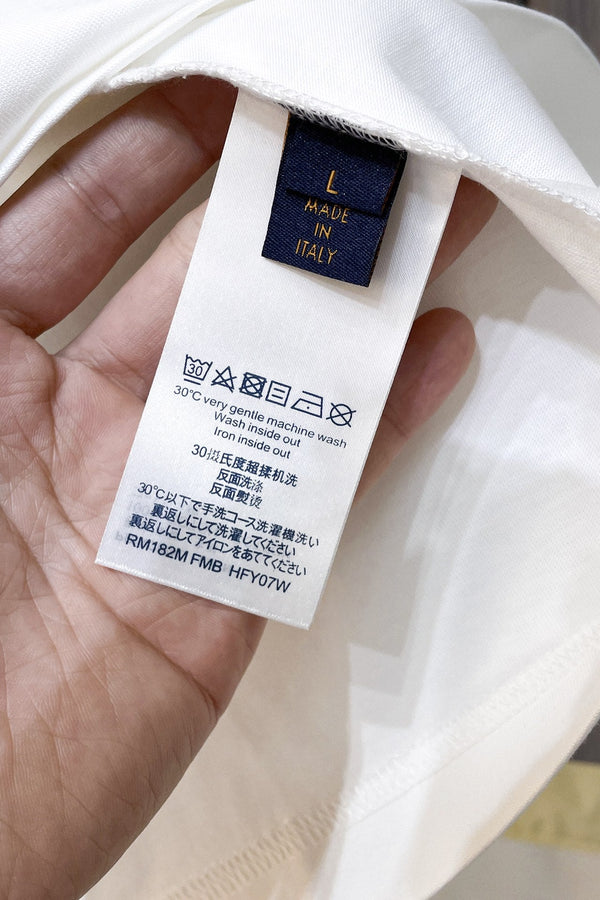 L
MADE
IN
ITALY
30
30°C very gentle machine wash
Wash inside out
Iron inside out
30摄氏度超揉机洗
反面洗涤
反面熨烫
30°C以下で手洗コース洗濯機洗い
裏返しにして洗濯してください
裏返しにしてアイロンをあててください
RM182M FMB HFY07W